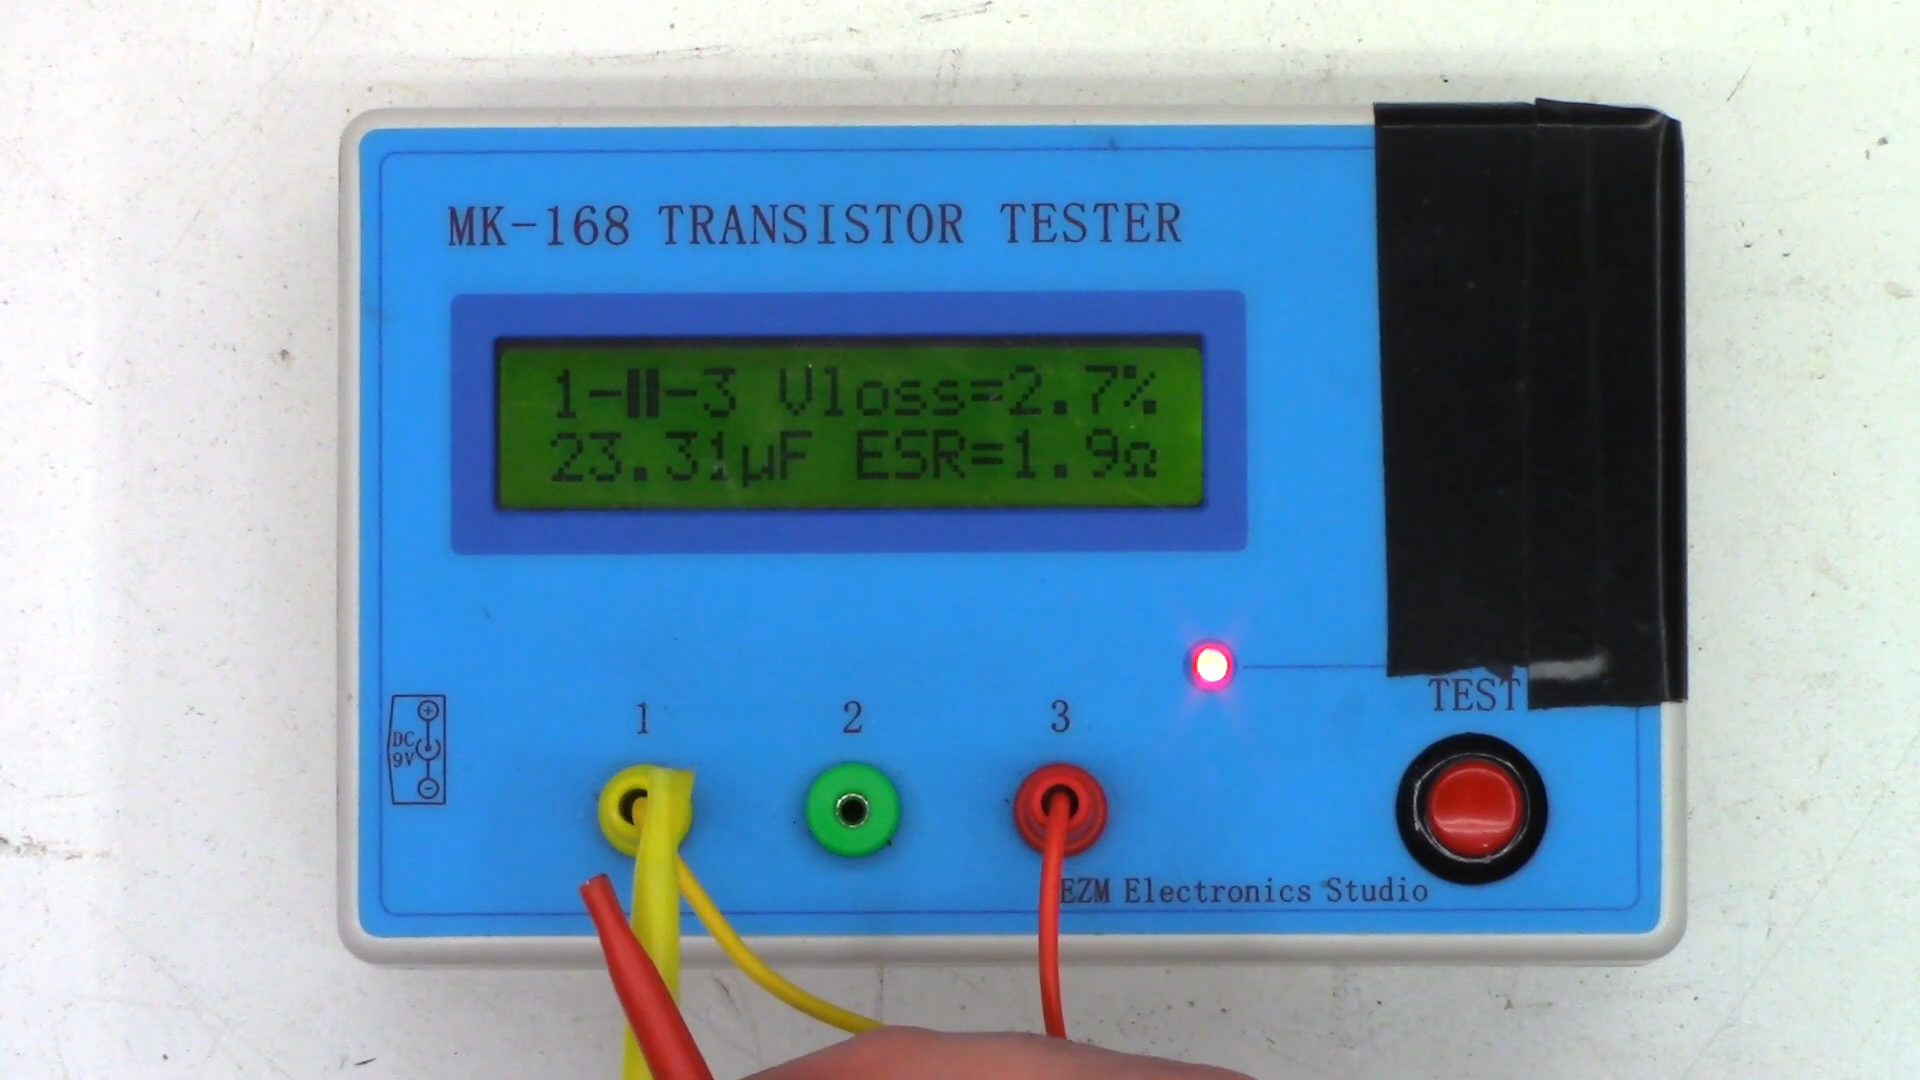 MK-168 TRANSISTOR TESTER
1-▮▮-3 Vloss=2.7%
23.31µF ESR=1.9Ω
TEST
1 2 3
DC
9V
EZM Electronics Studio